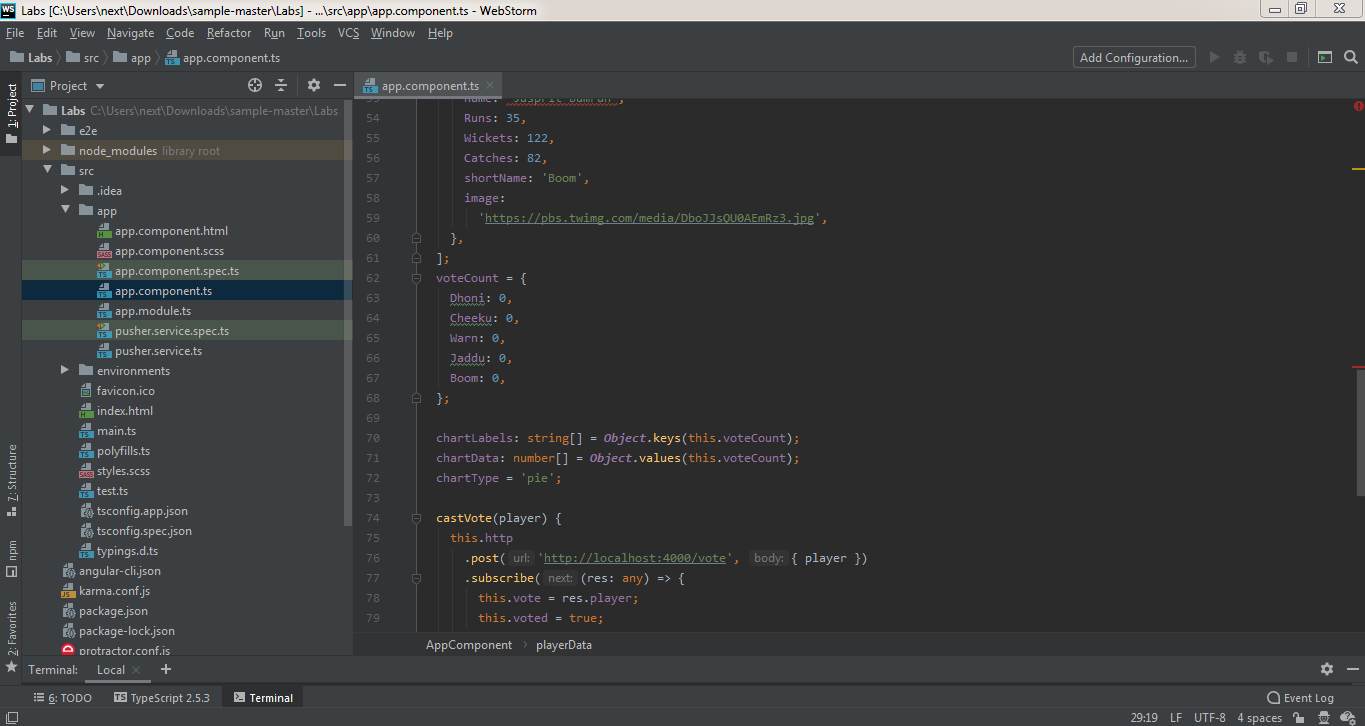 WS Labs [C:\Users\next\Downloads\sample-master\Labs] - ...\src\app\app.component.ts - WebStorm
File Edit View Navigate Code Refactor Run Tools VCS Window Help
Labs src app app.component.ts Add Configuration...
1: Project
Project
app.component.ts
Labs C:\Users\next\Downloads\sample-master\Labs
e2e
node_modules library root
src
.idea
app
app.component.html
app.component.scss
app.component.spec.ts
app.component.ts
app.module.ts
pusher.service.spec.ts
pusher.service.ts
environments
favicon.ico
index.html
main.ts
polyfills.ts
styles.scss
test.ts
tsconfig.app.json
tsconfig.spec.json
typings.d.ts
angular-cli.json
karma.conf.js
package.json
package-lock.json
protractor.conf.js
7: Structure
npm
2: Favorites
54 Runs: 35,
55 Wickets: 122,
56 Catches: 82,
57 shortName: 'Boom',
58 image:
59 'https://pbs.twimg.com/media/DboJJsQU0AEmRz3.jpg',
60 },
61 ];
62 voteCount = {
63 Dhoni: 0,
64 Cheeku: 0,
65 Warn: 0,
66 Jaddu: 0,
67 Boom: 0,
68 };
69
70 chartLabels: string[] = Object.keys(this.voteCount);
71 chartData: number[] = Object.values(this.voteCount);
72 chartType = 'pie';
73
74 castVote(player) {
75 this.http
76 .post( url: 'http://localhost:4000/vote', body: { player })
77 .subscribe( next: (res: any) => {
78 this.vote = res.player;
79 this.voted = true;
AppComponent playerData
Terminal: Local +
6: TODO TypeScript 2.5.3 Terminal Event Log
29:19 LF UTF-8 4 spaces